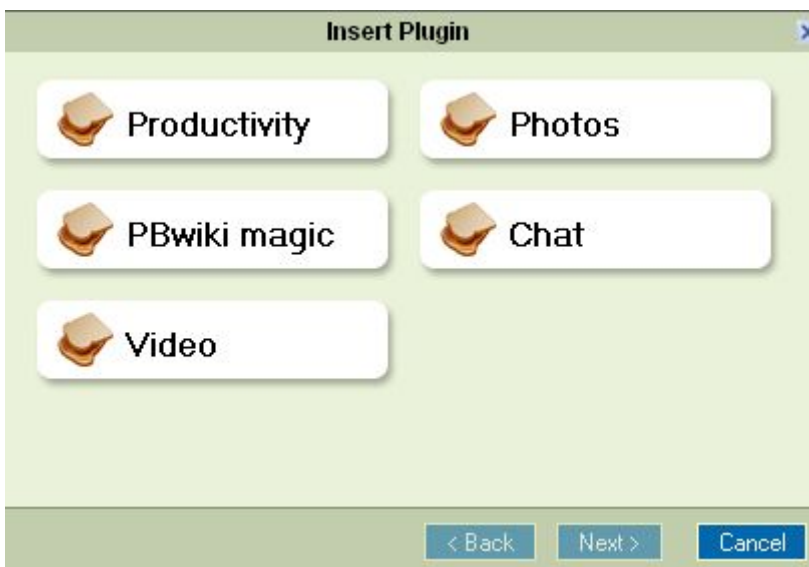 Insert Plugin
Productivity
Photos
PBwiki magic
Chat
Video
< Back
Next >
Cancel